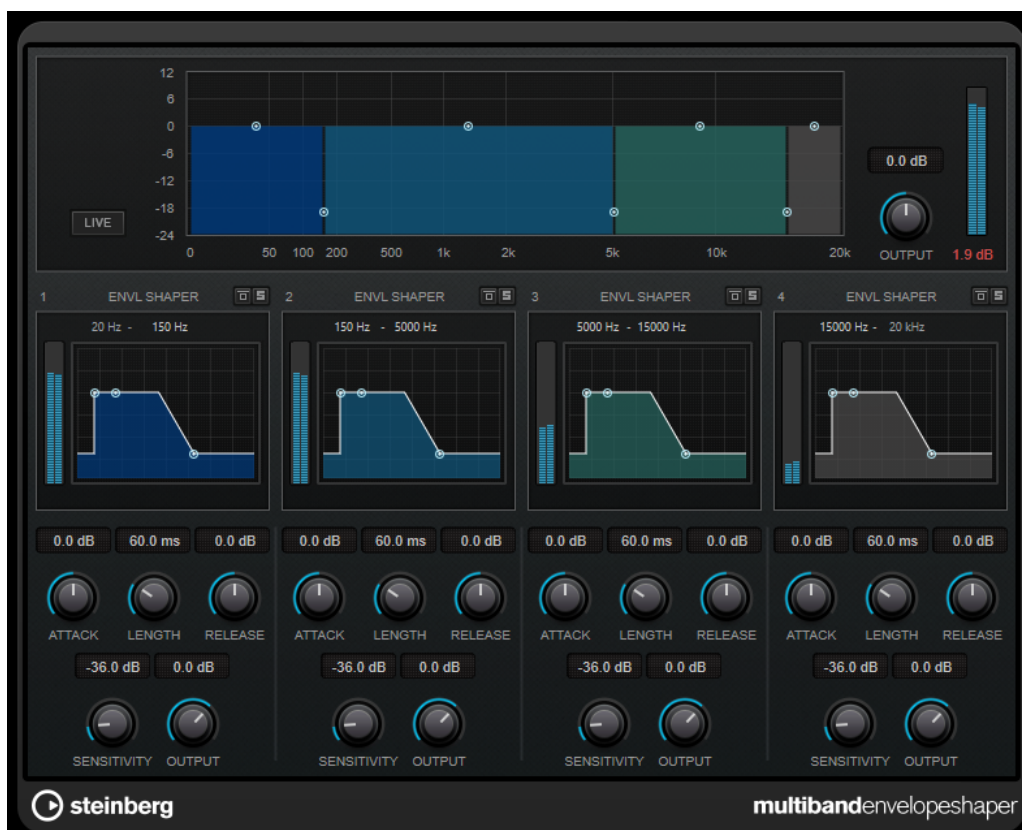 12
6
0
-6
-12
-18
-24
LIVE
0 50 100 200 500 1k 2k 5k 10k 20k
0.0 dB
OUTPUT 1.9 dB
1 ENVL SHAPER S 2 ENVL SHAPER S 3 ENVL SHAPER S 4 ENVL SHAPER S
20 Hz - 150 Hz 150 Hz - 5000 Hz 5000 Hz - 15000 Hz 15000 Hz - 20 kHz
0.0 dB 60.0 ms 0.0 dB 0.0 dB 60.0 ms 0.0 dB 0.0 dB 60.0 ms 0.0 dB 0.0 dB 60.0 ms 0.0 dB
ATTACK LENGTH RELEASE ATTACK LENGTH RELEASE ATTACK LENGTH RELEASE ATTACK LENGTH RELEASE
-36.0 dB 0.0 dB -36.0 dB 0.0 dB -36.0 dB 0.0 dB -36.0 dB 0.0 dB
SENSITIVITY OUTPUT SENSITIVITY OUTPUT SENSITIVITY OUTPUT SENSITIVITY OUTPUT
steinberg multibandenvelopeshaper